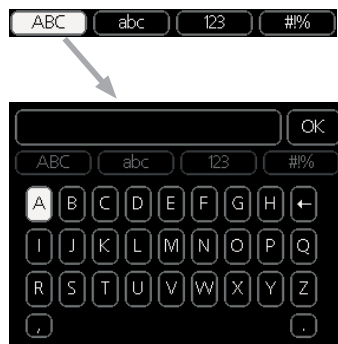 ABC abc 123 #!%
OK
ABC abc 123 #!%
A B C D E F G H ←
I J K L M N O P Q
R S T U V W X Y Z
, .